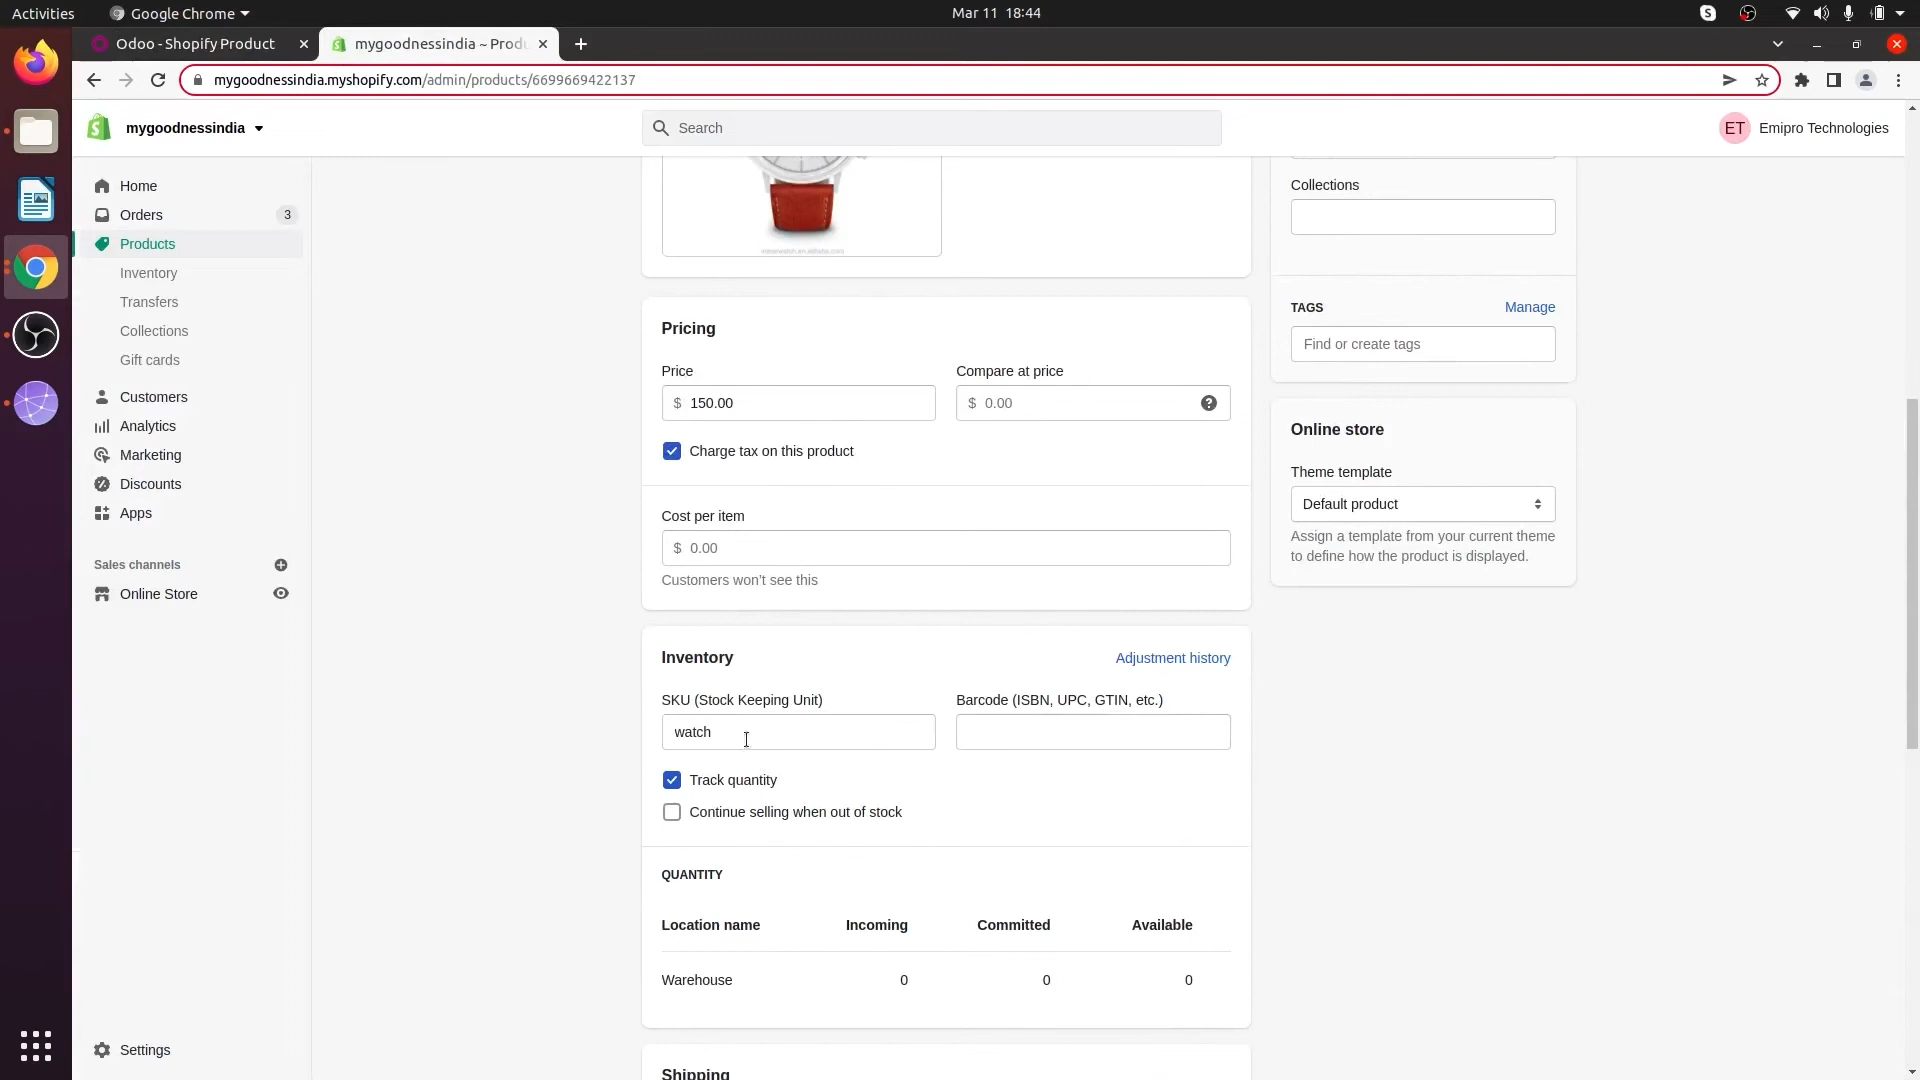 Activities
Google Chrome
Mar 11 18:44
Odoo - Shopify Product
mygoodnessindia ~ Produ
mygoodnessindia.myshopify.com/admin/products/6699669422137
mygoodnessindia
Search
ET
Emipro Technologies
Home
Orders
3
Products
Inventory
Transfers
Collections
Gift cards
Customers
Analytics
Marketing
Discounts
Apps
Sales channels
Online Store
Settings
Pricing
Price
Compare at price
$ 150.00
$ 0.00
Charge tax on this product
Cost per item
$ 0.00
Customers won't see this
Inventory
Adjustment history
SKU (Stock Keeping Unit)
Barcode (ISBN, UPC, GTIN, etc.)
watch
Track quantity
Continue selling when out of stock
QUANTITY
Location name
Incoming
Committed
Available
Warehouse
0
0
0
Shipping
Collections
TAGS
Manage
Find or create tags
Online store
Theme template
Default product
Assign a template from your current theme
to define how the product is displayed.